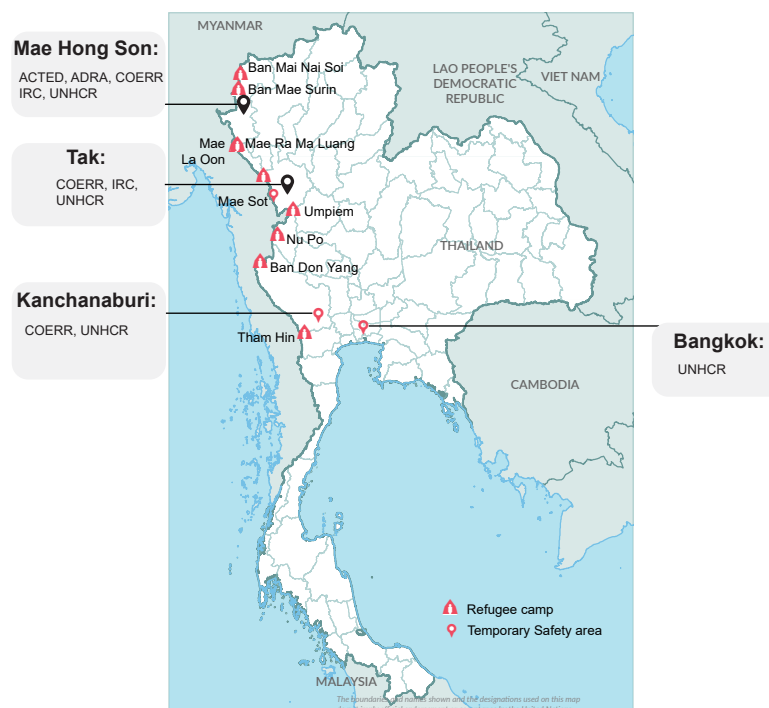 MYANMAR
Mae Hong Son:
ACTED, ADRA, COERR
IRC, UNHCR
Ban Mai Nai Soi
Ban Mae Surin
LAO PEOPLE'S
DEMOCRATIC
REPUBLIC
VIET NAM
Mae
La Oon
Mae Ra Ma Luang
Tak:
COERR, IRC,
UNHCR
Mae Sot
Umpiem
Nu Po
THAILAND
Ban Don Yang
Kanchanaburi:
COERR, UNHCR
Tham Hin
Bangkok:
UNHCR
CAMBODIA
Refugee camp
Temporary Safety area
MALAYSIA
The boundaries and names shown and the designations used on this map